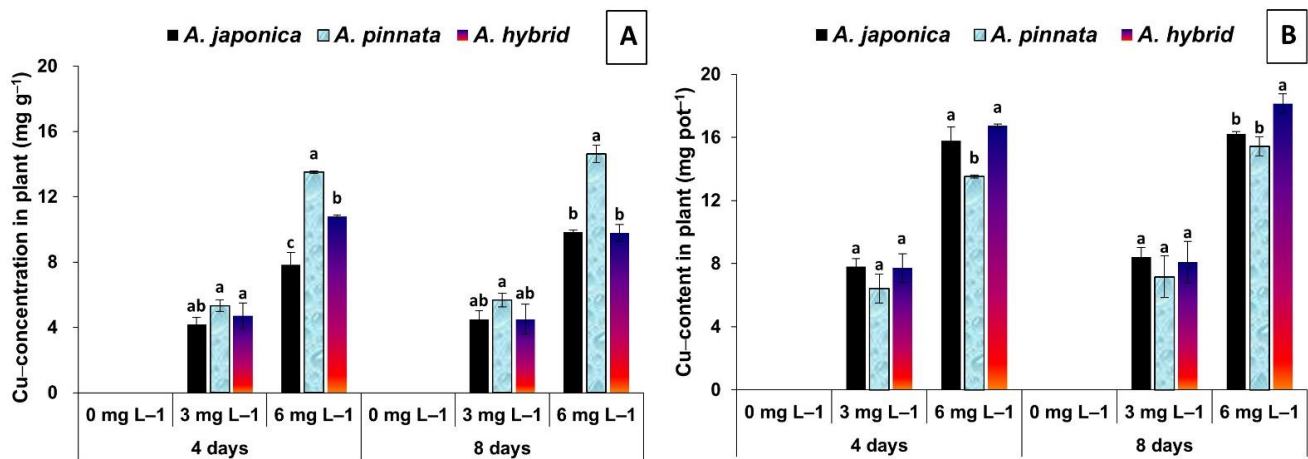 A. japonica A. pinnata A. hybrid
A
Cu–concentration in plant (mg g⁻¹)
20
16
12
8
4
0
ab a a
c a b
ab a ab
b a b
0 mg L–1 3 mg L–1 6 mg L–1 0 mg L–1 3 mg L–1 6 mg L–1
4 days 8 days
A. japonica A. pinnata A. hybrid
B
Cu–content in plant (mg pot⁻¹)
20
16
12
8
4
0
a a a
a b a
a a a
b b a
0 mg L–1 3 mg L–1 6 mg L–1 0 mg L–1 3 mg L–1 6 mg L–1
4 days 8 days